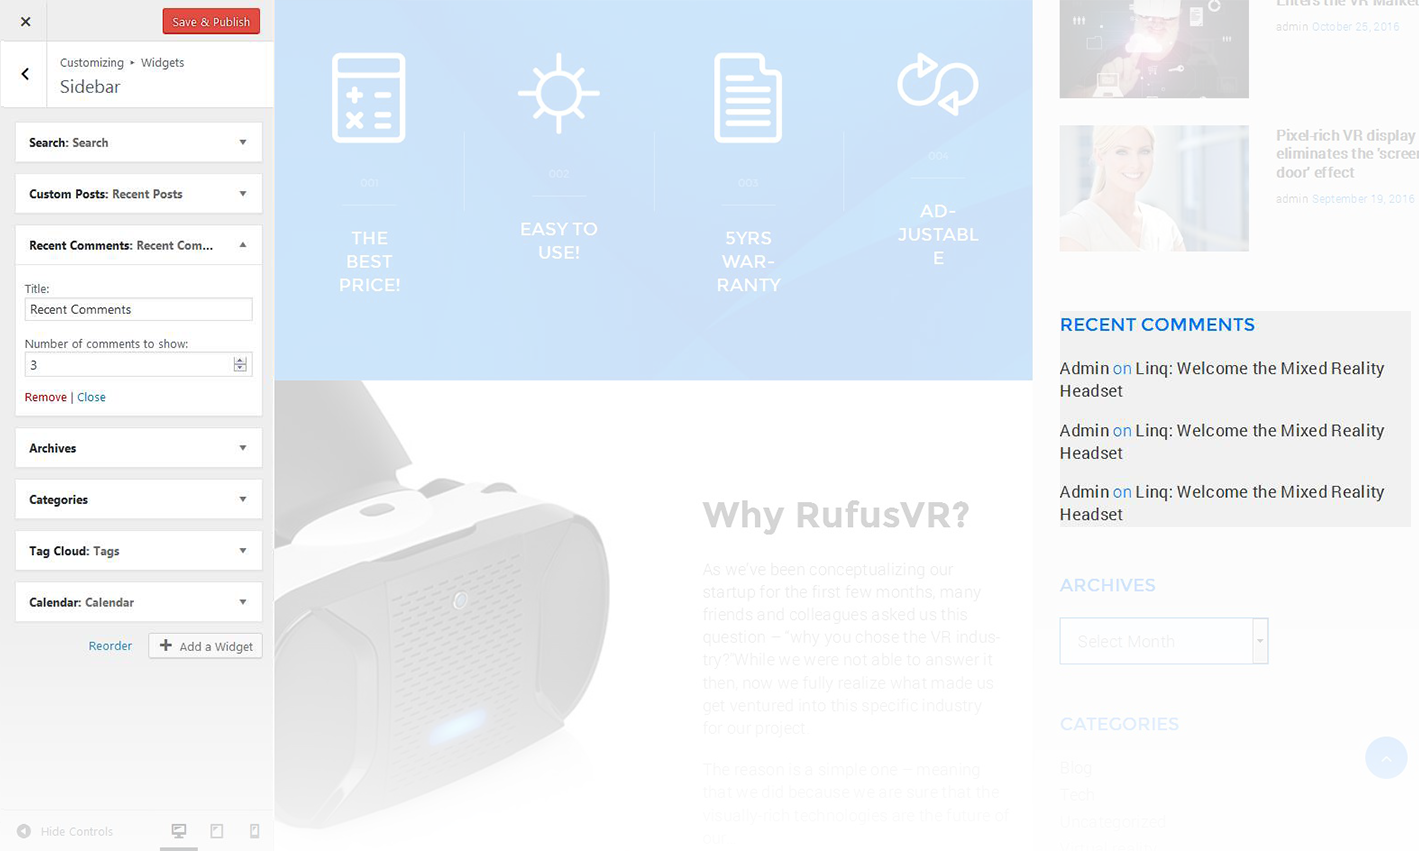 Save & Publish
Customizing ▸ Widgets
Sidebar
Search: Search
Custom Posts: Recent Posts
Recent Comments: Recent Com...
Title:
Recent Comments
Number of comments to show:
3
Remove | Close
Archives
Categories
Tag Cloud: Tags
Calendar: Calendar
Reorder
Add a Widget
Hide Controls
001
THE
BEST
PRICE!
002
EASY TO
USE!
003
5YRS
WAR-
RANTY
004
AD-
JUSTABL
E
Why RufusVR?
As we've been conceptualizing our
startup for the first few months, many
friends and colleagues asked us this
question – "why you chose the VR indus-
try?"While we were not able to answer it
then, now we fully realize what made us
get ventured into this specific industry
for our project.
The reason is a simple one – meaning
that we did because we are sure that the
visually-rich technologies are the future of
Enters the VR Market
admin October 25, 2016
Pixel-rich VR display
eliminates the 'screen
door' effect
admin September 19, 2016
RECENT COMMENTS
Admin on Linq: Welcome the Mixed Reality
Headset
Admin on Linq: Welcome the Mixed Reality
Headset
Admin on Linq: Welcome the Mixed Reality
Headset
ARCHIVES
Select Month
CATEGORIES
Blog
Tech
Uncategorized